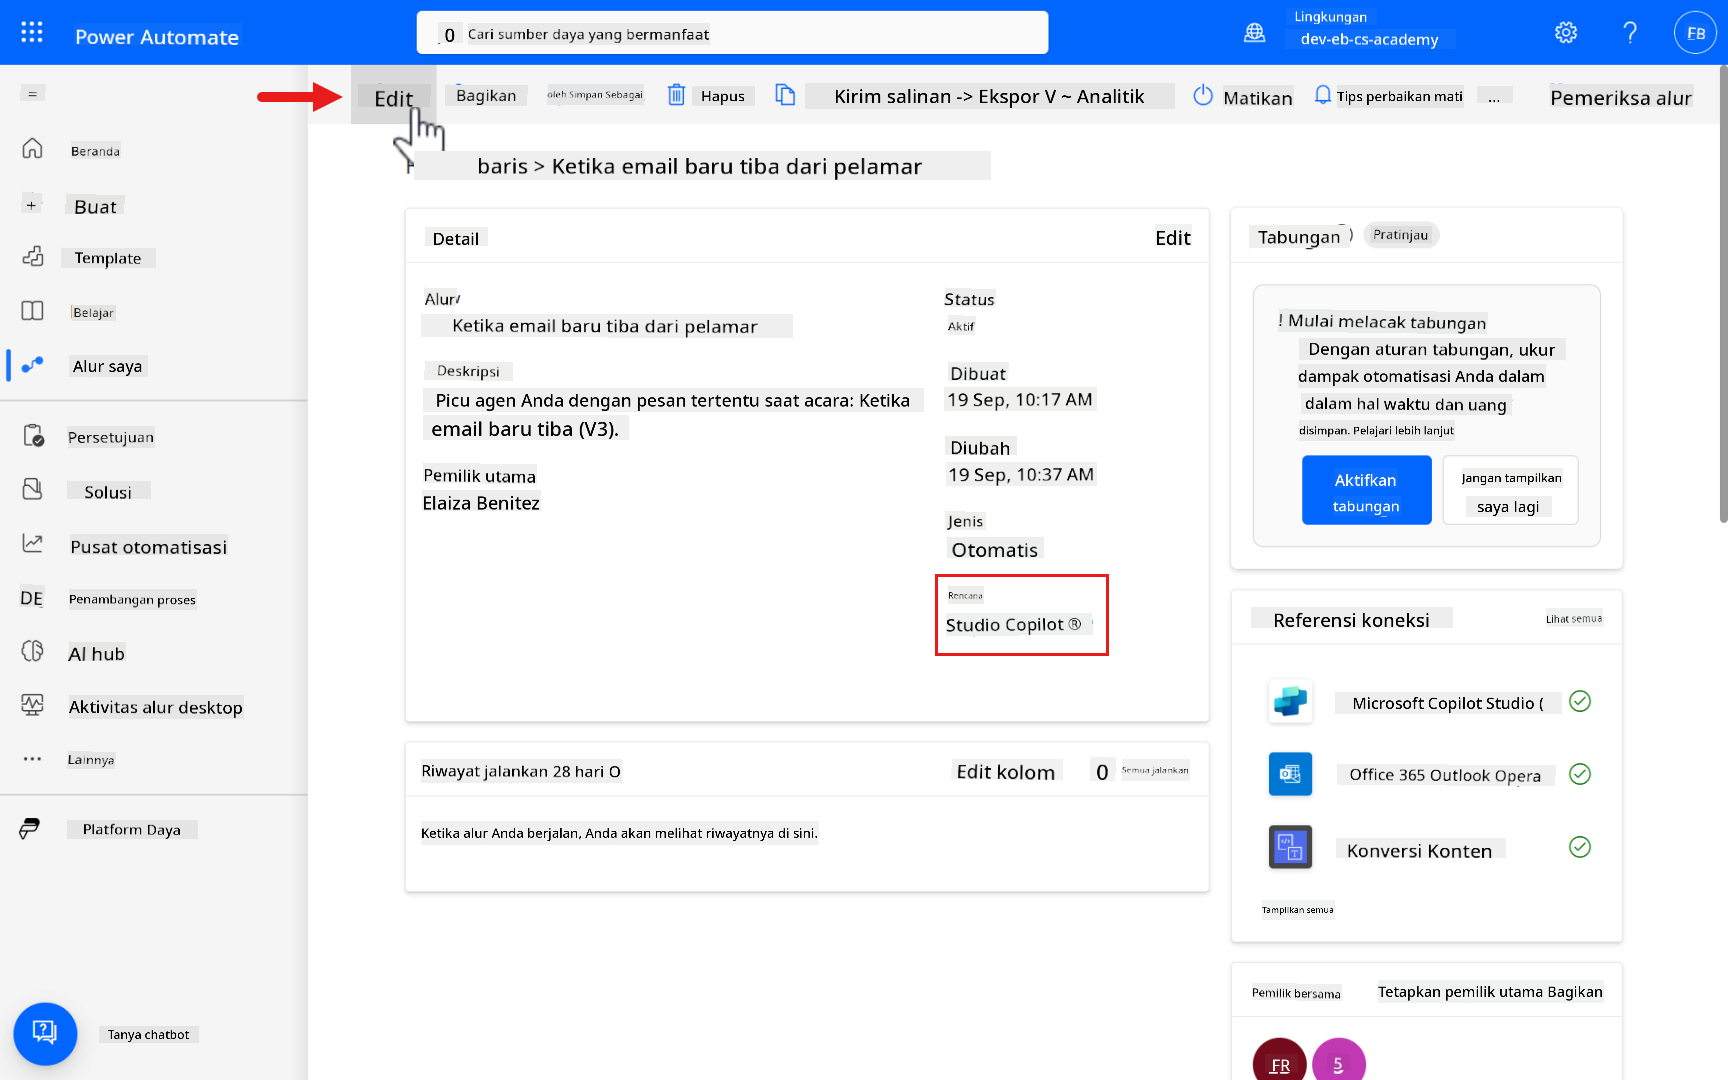 Power Automate
0 Cari sumber daya yang bermanfaat
Lingkungan
dev-eb-cs-academy
FB
Edit
Bagikan
oleh Simpan Sebagai
Hapus
Kirim salinan -> Ekspor V ~ Analitik
Matikan
Tips perbaikan mati
...
Pemeriksa alur
Beranda
Buat
Template
Belajar
Alur saya
Persetujuan
Solusi
Pusat otomatisasi
DE Penambangan proses
AI hub
Aktivitas alur desktop
Lainnya
Platform Daya
Tanya chatbot
baris > Ketika email baru tiba dari pelamar
Detail
Edit
Alur
Ketika email baru tiba dari pelamar
Deskripsi
Picu agen Anda dengan pesan tertentu saat acara: Ketika
email baru tiba (V3).
Pemilik utama
Elaiza Benitez
Status
Aktif
Dibuat
19 Sep, 10:17 AM
Diubah
19 Sep, 10:37 AM
Jenis
Otomatis
Rencana
Studio Copilot ®
Riwayat jalankan 28 hari O
Edit kolom
0 Semua jalankan
Ketika alur Anda berjalan, Anda akan melihat riwayatnya di sini.
Tabungan
Pratinjau
! Mulai melacak tabungan
Dengan aturan tabungan, ukur
dampak otomatisasi Anda dalam
dalam hal waktu dan uang
disimpan. Pelajari lebih lanjut
Aktifkan
tabungan
Jangan tampilkan
saya lagi
Referensi koneksi
Lihat semua
Microsoft Copilot Studio (
Office 365 Outlook Opera
Konversi Konten
Tampilkan semua
Pemilik bersama
Tetapkan pemilik utama Bagikan
FR
5